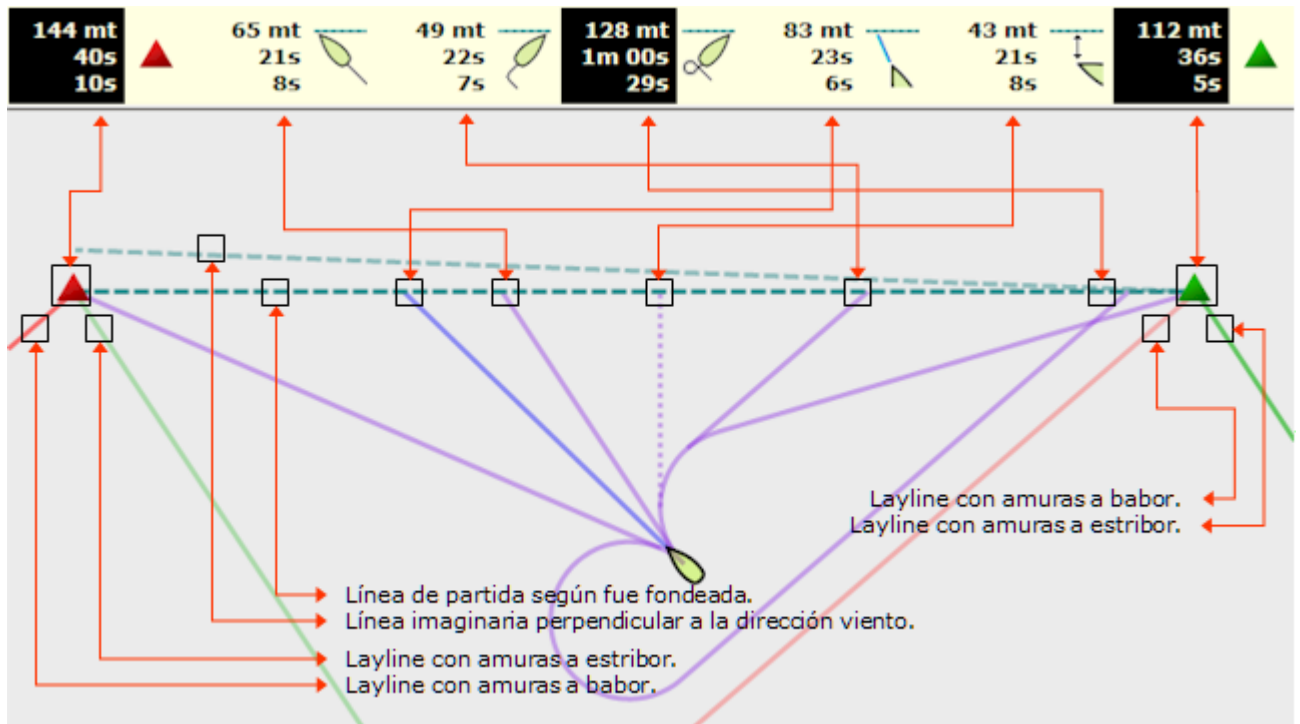 144 mt
40s
10s
65 mt
21s
8s
49 mt
22s
7s
128 mt
1m 00s
29s
83 mt
23s
6s
43 mt
21s
8s
112 mt
36s
5s
Layline con amuras a babor.
Layline con amuras a estribor.
Línea de partida según fue fondeada.
Línea imaginaria perpendicular a la dirección viento.
Layline con amuras a estribor.
Layline con amuras a babor.